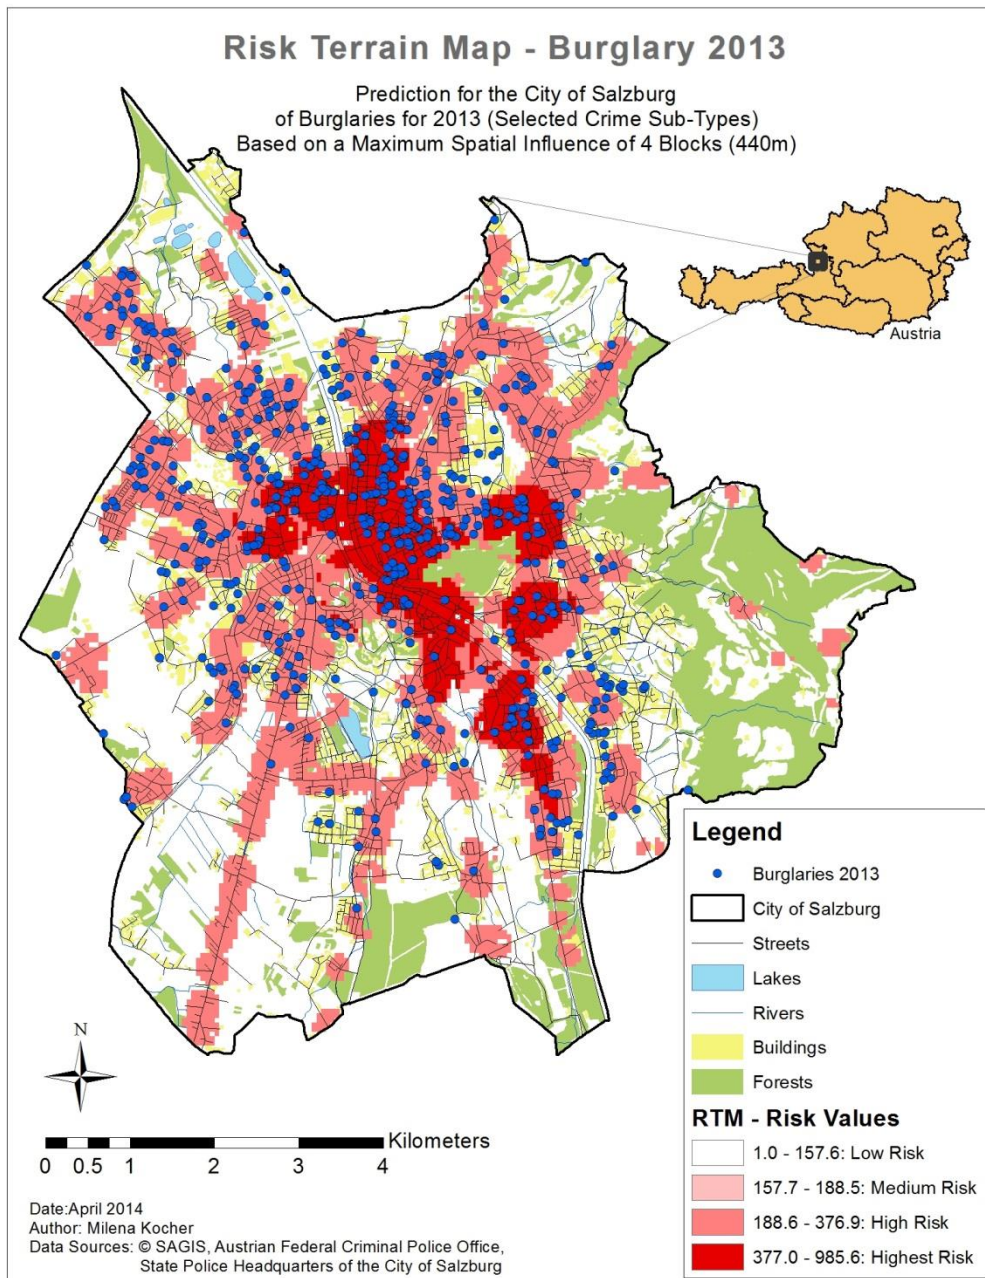 Risk Terrain Map - Burglary 2013
Prediction for the City of Salzburg
of Burglaries for 2013 (Selected Crime Sub-Types)
Based on a Maximum Spatial Influence of 4 Blocks (440m)
Austria
Legend
Burglaries 2013
City of Salzburg
Streets
Lakes
Rivers
Buildings
Forests
RTM - Risk Values
1.0 - 157.6: Low Risk
157.7 - 188.5: Medium Risk
188.6 - 376.9: High Risk
377.0 - 985.6: Highest Risk
N
Kilometers
0 0.5 1 2 3 4
Date:April 2014
Author: Milena Kocher
Data Sources: © SAGIS, Austrian Federal Criminal Police Office,
State Police Headquarters of the City of Salzburg